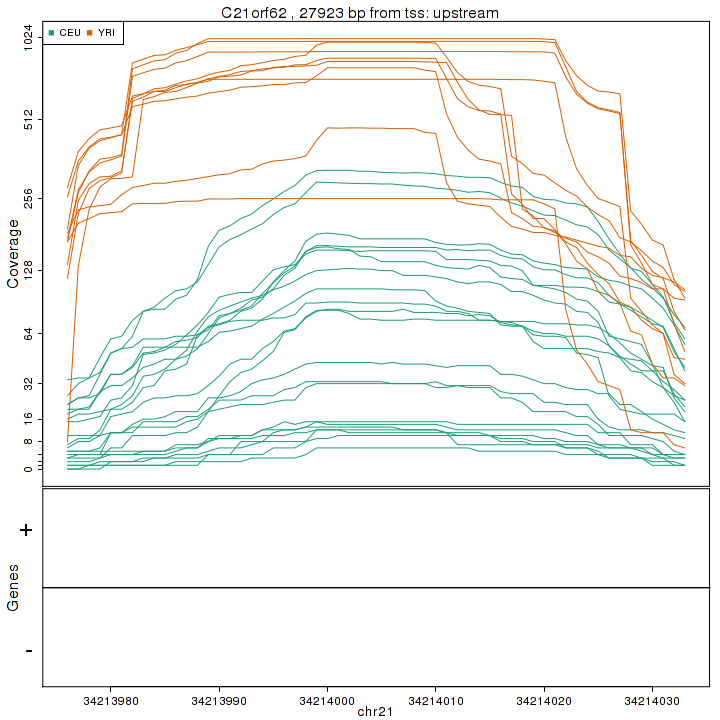 C21orf62 , 27923 bp from tss: upstream
CEU YRI
1024
512
256
128
64
32
16
8
0
Coverage
+
-
Genes
34213980 34213990 34214000 34214010 34214020 34214030
chr21